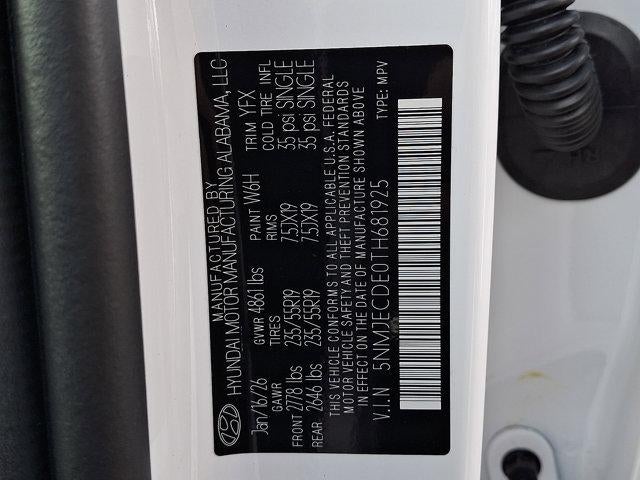 MANUFACTURED BY
HYUNDAI MOTOR MANUFACTURING ALABAMA, LLC
Jan/16/26 GVWR 4861 lbs PAINT W6H TRIM YFX
GAWR TIRES RIMS COLD TIRE INFL
FRONT 2778 lbs 235/55R19 7.5JX19 35 psi SINGLE
REAR 2646 lbs 235/55R19 7.5JX19 35 psi SINGLE
THIS VEHICLE CONFORMS TO ALL APPLICABLE U.S.A. FEDERAL
MOTOR VEHICLE SAFETY AND THEFT PREVENTION STANDARDS
IN EFFECT ON THE DATE OF MANUFACTURE SHOWN ABOVE
V.I.N 5NMJECDE0TH681925 TYPE: MPV